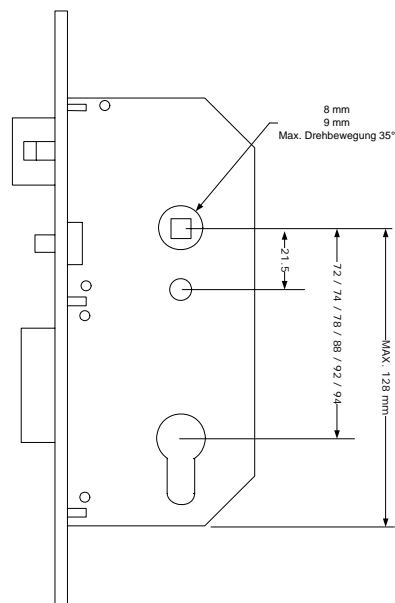 8 mm
9 mm
Max. Drehbewegung 35°
21.5
72 / 74 / 78 / 88 / 92 / 94
MAX. 128 mm